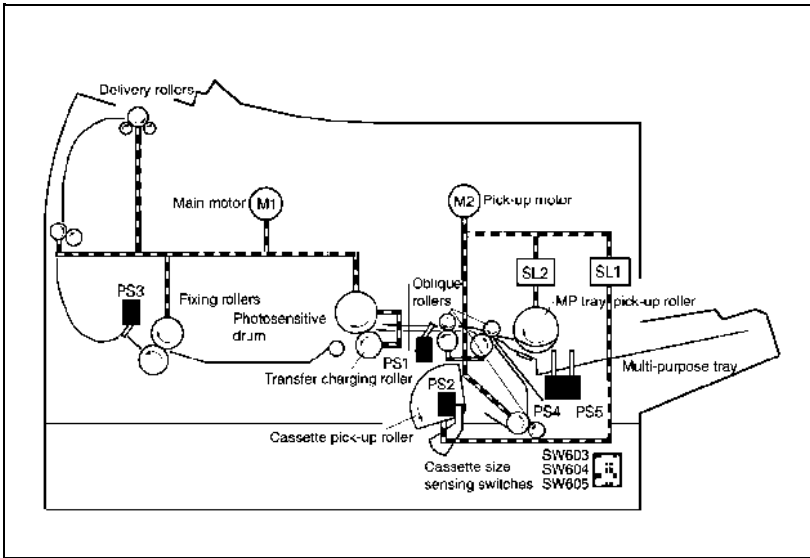 Delivery rollers
Main motor
M1
M2
Pick-up motor
SL2
SL1
PS3
Fixing rollers
Oblique
rollers
MP tray pick-up roller
Photosensitive
drum
PS1
Transfer charging roller
Multi-purpose tray
PS2
PS4
PS5
Cassette pick-up roller
Cassette size
sensing switches
SW603
SW604
SW605